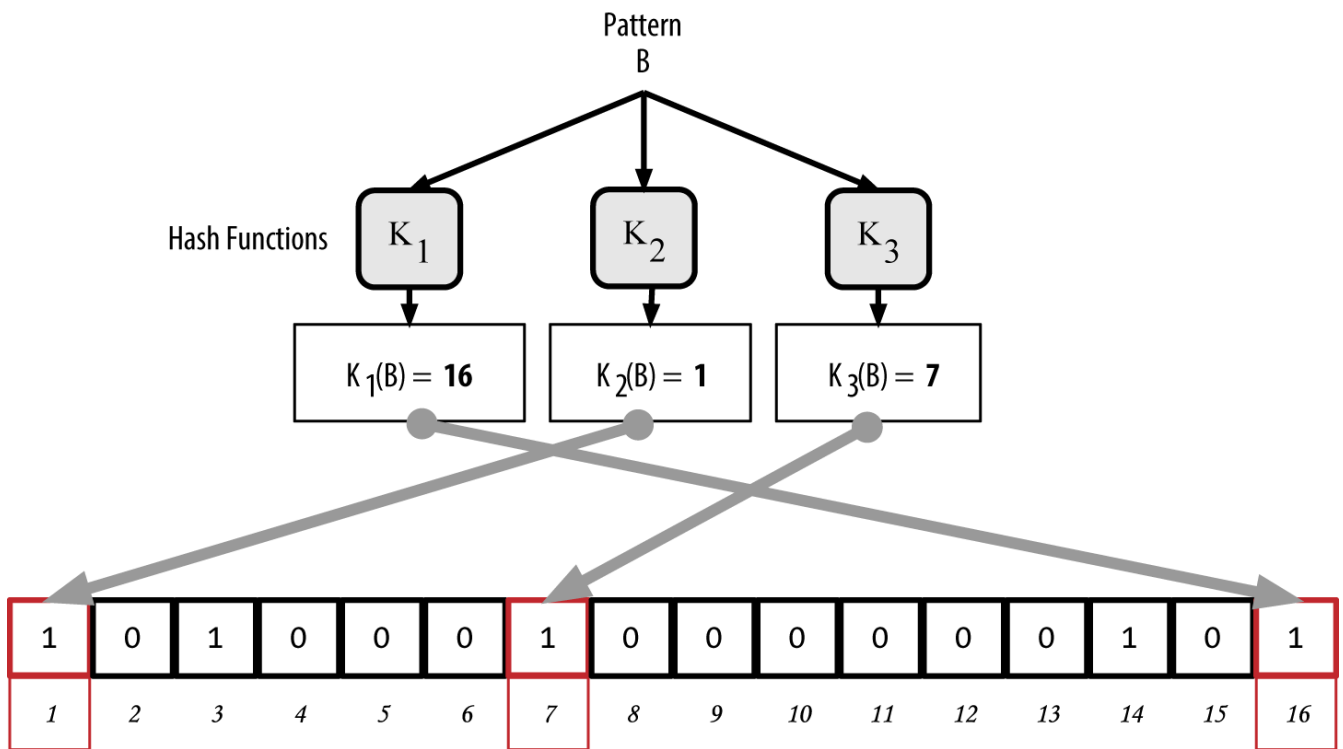 Pattern
B
Hash Functions
K1
K2
K3
K1(B) = 16
K2(B) = 1
K3(B) = 7
1 0 1 0 0 0 1 0 0 0 0 0 0 1 0 1
1 2 3 4 5 6 7 8 9 10 11 12 13 14 15 16